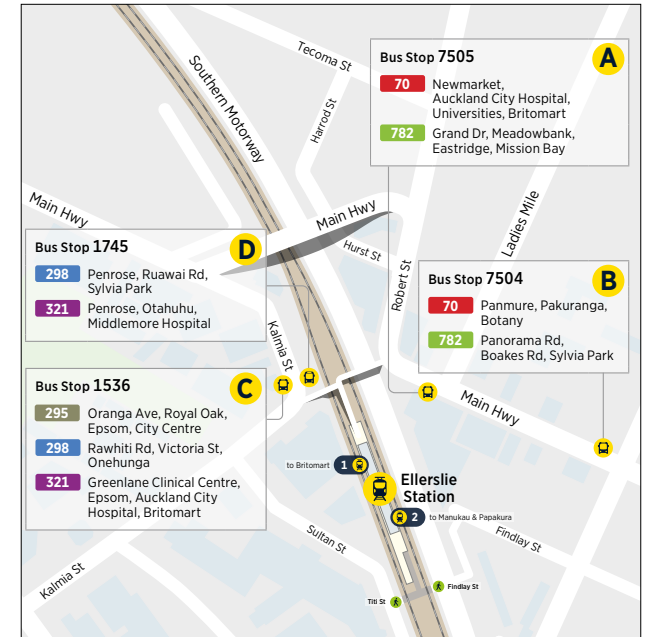 Tecoma St
Southern Motorway
Harrod St
Bus Stop 7505
A
70 Newmarket,
Auckland City Hospital,
Universities, Britomart
782 Grand Dr, Meadowbank,
Eastridge, Mission Bay
Main Hwy
Main Hwy
Hurst St
Robert St
Ladies Mile
Bus Stop 1745
D
298 Penrose, Ruawai Rd,
Sylvia Park
321 Penrose, Otahuhu,
Middlemore Hospital
Bus Stop 7504
B
70 Panmure, Pakuranga,
Botany
782 Panorama Rd,
Boakes Rd, Sylvia Park
Kalmia St
Bus Stop 1536
C
295 Oranga Ave, Royal Oak,
Epsom, City Centre
298 Rawhiti Rd, Victoria St,
Onehunga
321 Greenlane Clinical Centre,
Epsom, Auckland City
Hospital, Britomart
Main Hwy
to Britomart 1
Ellerslie
Station
2 to Manukau & Papakura
Sultan St
Findlay St
Kalmia St
Findlay St
Titi St